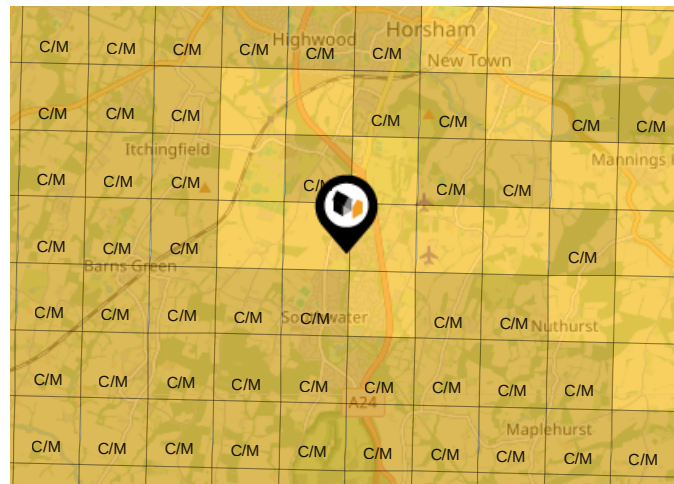 Horsham
Highwood
C/M C/M C/M C/M C/M C/M
New Town
C/M C/M C/M C/M C/M C/M C/M
Itchingfield
Mannings
C/M C/M C/M C/M C/M
C/M C/M C/M C/M
Barns Green
C/M C/M C/M C/M C/M C/M C/M
Southwater
Nuthurst
C/M C/M C/M C/M C/M C/M C/M C/M C/M
A24
Maplehurst
C/M C/M C/M C/M C/M C/M C/M C/M C/M C/M